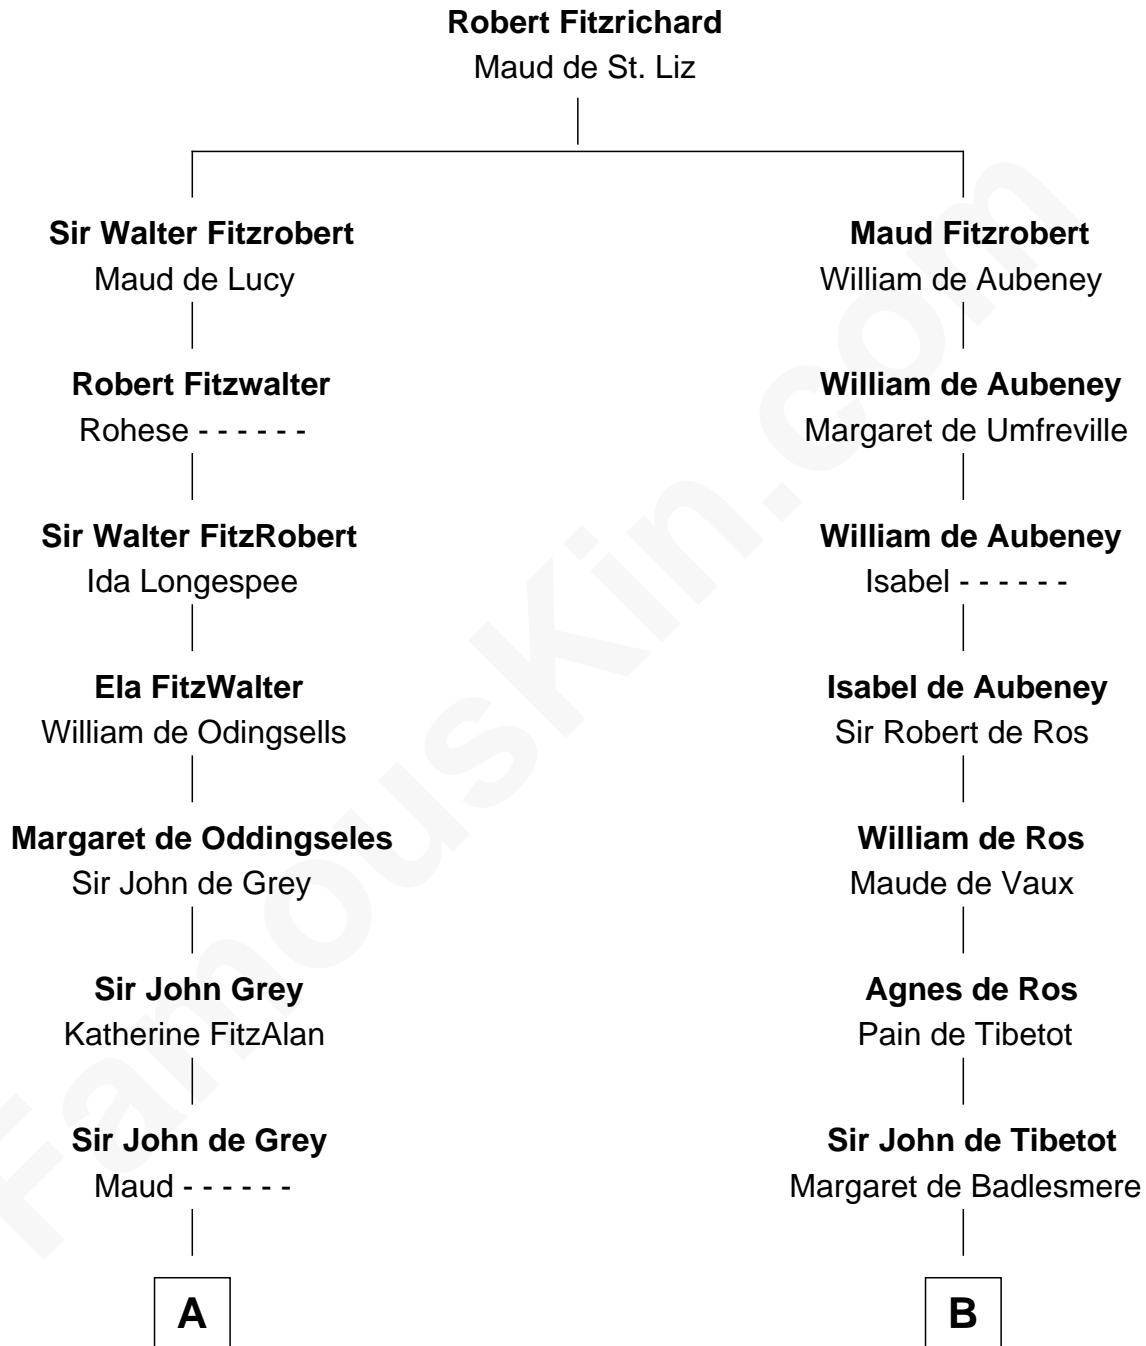 Robert Fitzrichard
Maud de St. Liz
Sir Walter Fitzrobert
Maud de Lucy
Robert Fitzwalter
Rohese - - - - - -
Sir Walter FitzRobert
Ida Longespee
Ela FitzWalter
William de Odingsells
Margaret de Oddingseles
Sir John de Grey
Sir John Grey
Katherine FitzAlan
Sir John de Grey
Maud - - - - - -
A
Maud Fitzrobert
William de Aubeney
William de Aubeney
Margaret de Umfreville
William de Aubeney
Isabel - - - - - -
Isabel de Aubeney
Sir Robert de Ros
William de Ros
Maude de Vaux
Agnes de Ros
Pain de Tibetot
Sir John de Tibetot
Margaret de Badlesmere
B
FamousKin.com